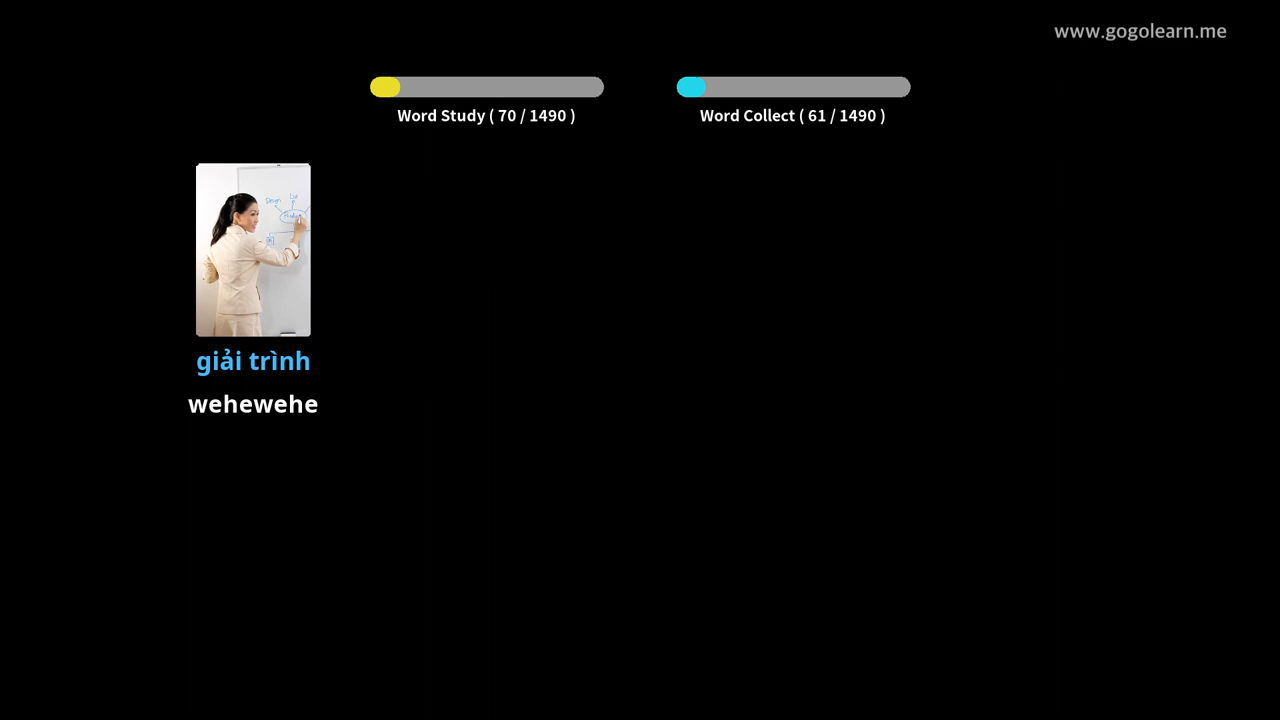 www.gogolearn.me
Word Study ( 70 / 1490 )
Word Collect ( 61 / 1490 )
giải trình
wehewehe